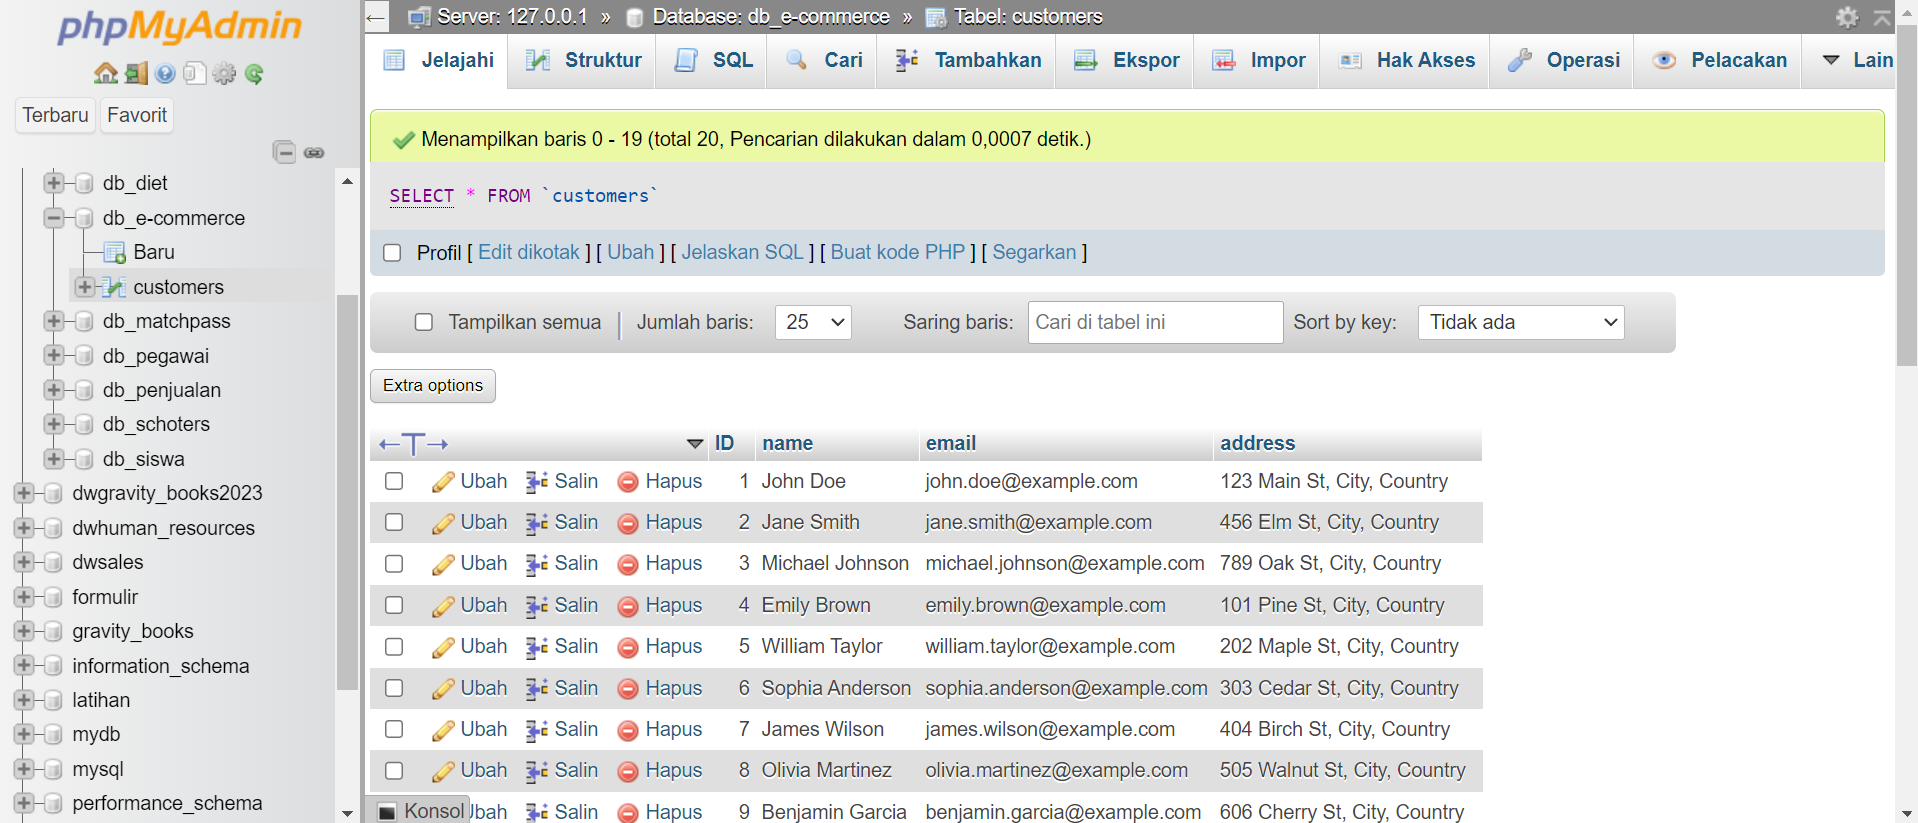 phpMyAdmin
Terbaru Favorit
db_diet
db_e-commerce
Baru
customers
db_matchpass
db_pegawai
db_penjualan
db_schoters
db_siswa
dwgravity_books2023
dwhuman_resources
dwsales
formulir
gravity_books
information_schema
latihan
mydb
mysql
performance_schema
Server: 127.0.0.1 » Database: db_e-commerce » Tabel: customers
Jelajahi Struktur SQL Cari Tambahkan Ekspor Impor Hak Akses Operasi Pelacakan Lain
Menampilkan baris 0 - 19 (total 20, Pencarian dilakukan dalam 0,0007 detik.)
SELECT * FROM `customers`
Profil [ Edit dikotak ] [ Ubah ] [ Jelaskan SQL ] [ Buat kode PHP ] [ Segarkan ]
Tampilkan semua | Jumlah baris: 25 Saring baris: Cari di tabel ini Sort by key: Tidak ada
Extra options
←T→ ID name email address
Ubah Salin Hapus 1 John Doe john.doe@example.com 123 Main St, City, Country
Ubah Salin Hapus 2 Jane Smith jane.smith@example.com 456 Elm St, City, Country
Ubah Salin Hapus 3 Michael Johnson michael.johnson@example.com 789 Oak St, City, Country
Ubah Salin Hapus 4 Emily Brown emily.brown@example.com 101 Pine St, City, Country
Ubah Salin Hapus 5 William Taylor william.taylor@example.com 202 Maple St, City, Country
Ubah Salin Hapus 6 Sophia Anderson sophia.anderson@example.com 303 Cedar St, City, Country
Ubah Salin Hapus 7 James Wilson james.wilson@example.com 404 Birch St, City, Country
Ubah Salin Hapus 8 Olivia Martinez olivia.martinez@example.com 505 Walnut St, City, Country
Konsol Ubah Salin Hapus 9 Benjamin Garcia benjamin.garcia@example.com 606 Cherry St, City, Country